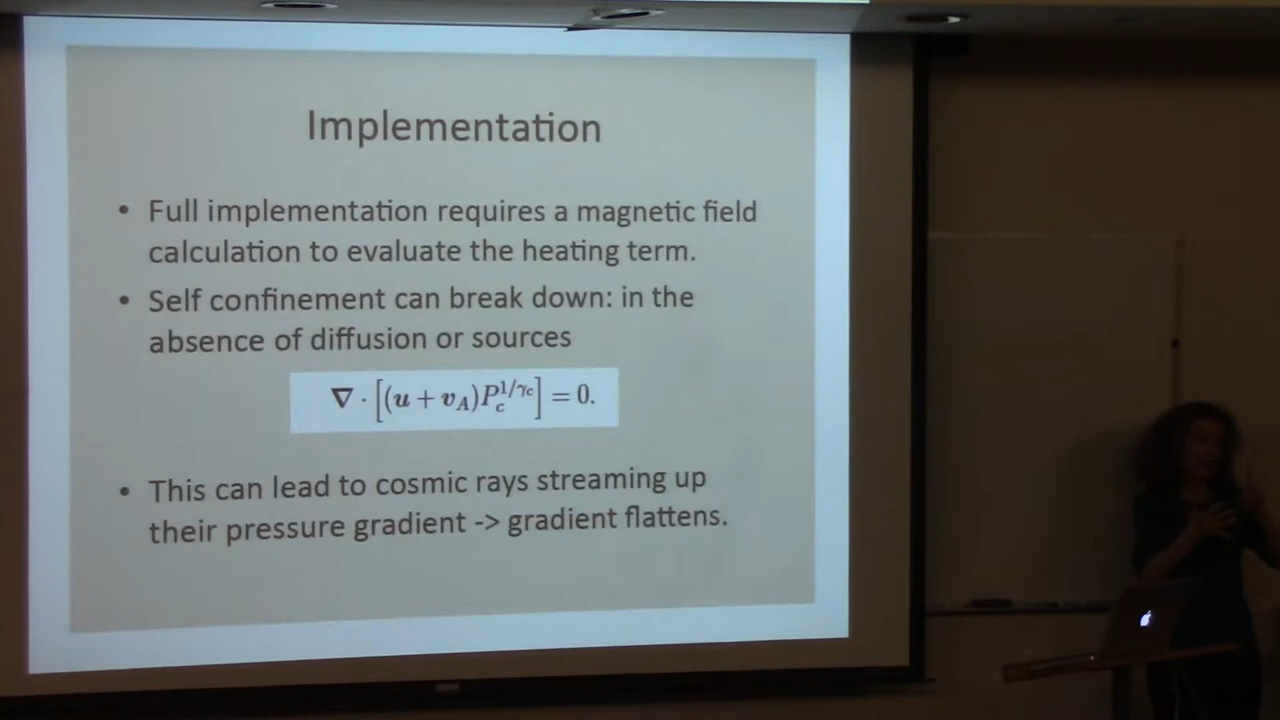 Implementation
• Full implementation requires a magnetic field
calculation to evaluate the heating term.
• Self confinement can break down: in the
absence of diffusion or sources
∇ · [(u + v_A)P_c^{1/γ_c}] = 0.
• This can lead to cosmic rays streaming up
their pressure gradient -> gradient flattens.